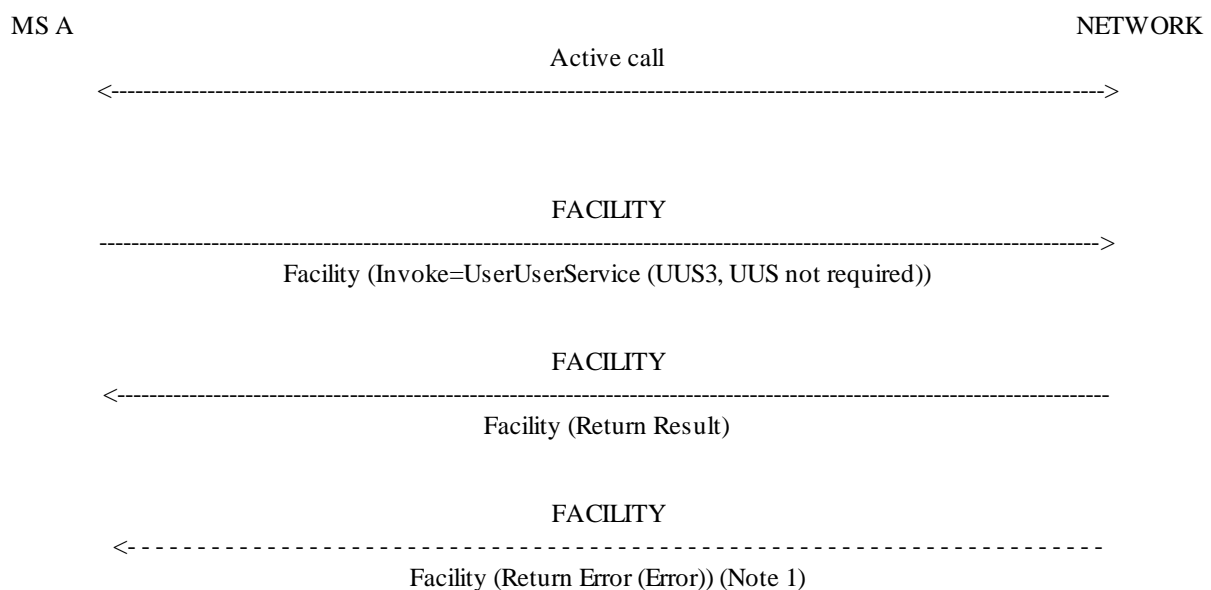 MS A NETWORK
Active call
<------------------------------------------------------------------------------------------------------------------------------>
FACILITY
------------------------------------------------------------------------------------------------------------------------------>
Facility (Invoke=UserUserService (UUS3, UUS not required))
FACILITY
<------------------------------------------------------------------------------------------------------------------------------
Facility (Return Result)
FACILITY
<- - - - - - - - - - - - - - - - - - - - - - - - - - - - - - - - - - - - - - - - - - - - - - - - - - - - - - - - - - - - - - - - - - - -
Facility (Return Error (Error)) (Note 1)